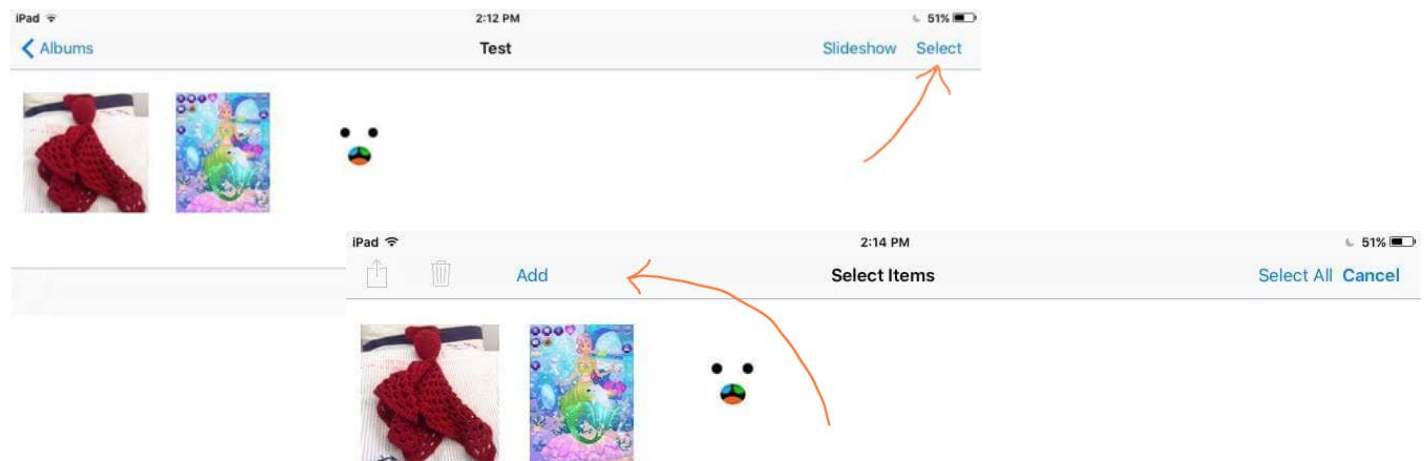 iPad 2:12 PM 51%
Albums Test Slideshow Select
iPad 2:14 PM 51%
Add Select Items Select All Cancel